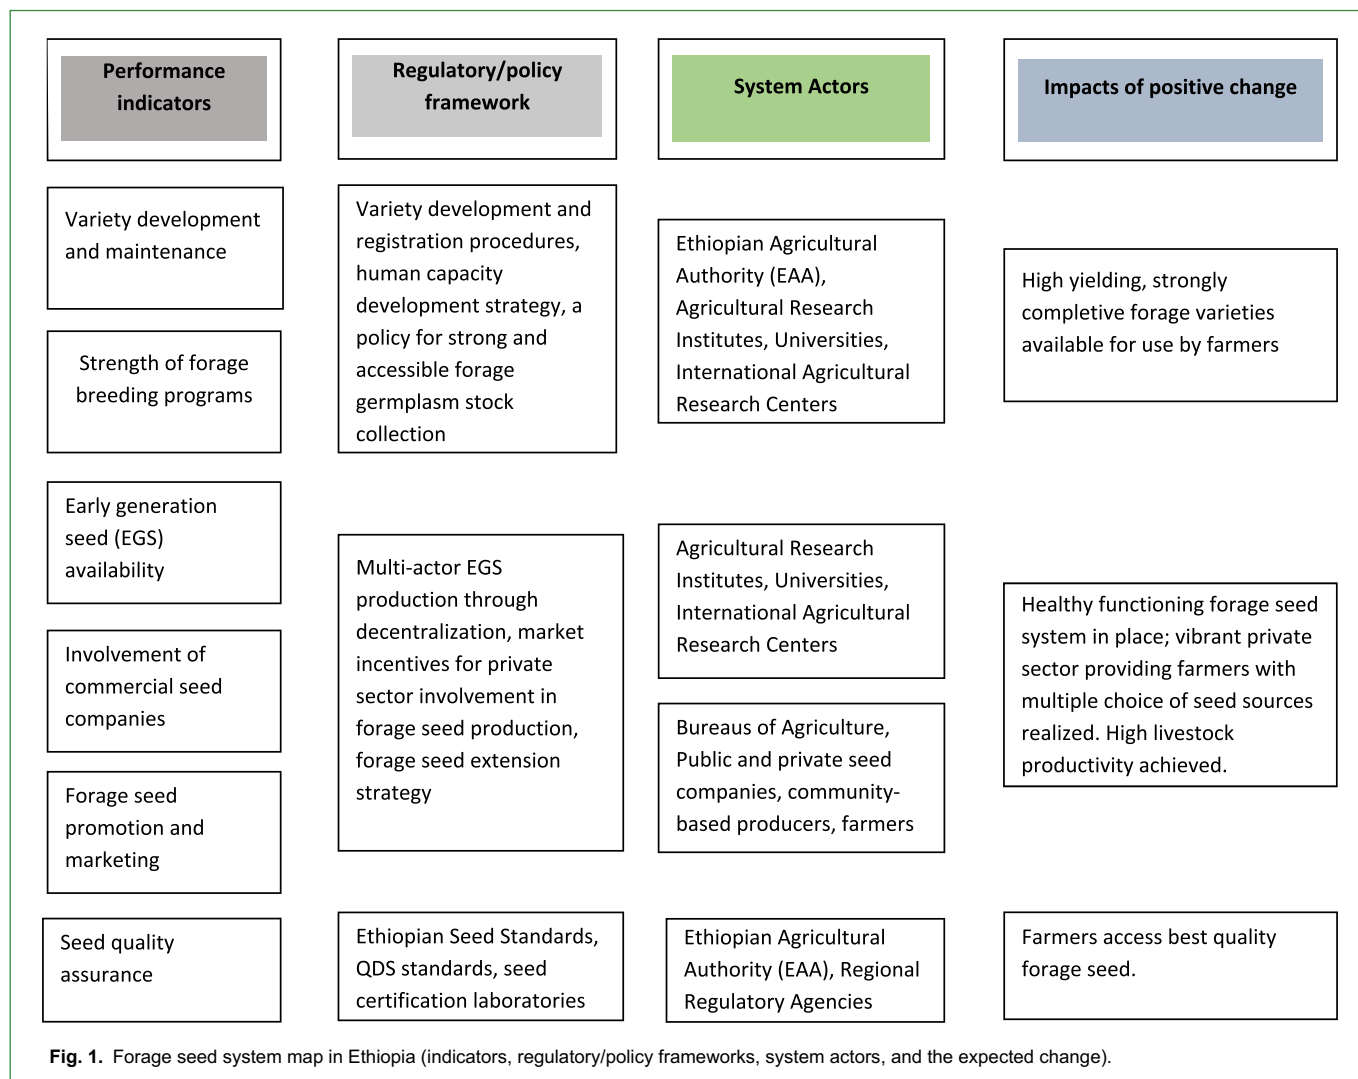 Performance
indicators
Regulatory/policy
framework
System Actors
Impacts of positive change
Variety development
and maintenance
Strength of forage
breeding programs
Variety development and
registration procedures,
human capacity
development strategy, a
policy for strong and
accessible forage
germplasm stock
collection
Ethiopian Agricultural
Authority (EAA),
Agricultural Research
Institutes, Universities,
International Agricultural
Research Centers
High yielding, strongly
completive forage varieties
available for use by farmers
Early generation
seed (EGS)
availability
Involvement of
commercial seed
companies
Forage seed
promotion and
marketing
Multi-actor EGS
production through
decentralization, market
incentives for private
sector involvement in
forage seed production,
forage seed extension
strategy
Agricultural Research
Institutes, Universities,
International Agricultural
Research Centers
Bureaus of Agriculture,
Public and private seed
companies, community-
based producers, farmers
Healthy functioning forage seed
system in place; vibrant private
sector providing farmers with
multiple choice of seed sources
realized. High livestock
productivity achieved.
Seed quality
assurance
Ethiopian Seed Standards,
QDS standards, seed
certification laboratories
Ethiopian Agricultural
Authority (EAA), Regional
Regulatory Agencies
Farmers access best quality
forage seed.
Fig. 1. Forage seed system map in Ethiopia (indicators, regulatory/policy frameworks, system actors, and the expected change).